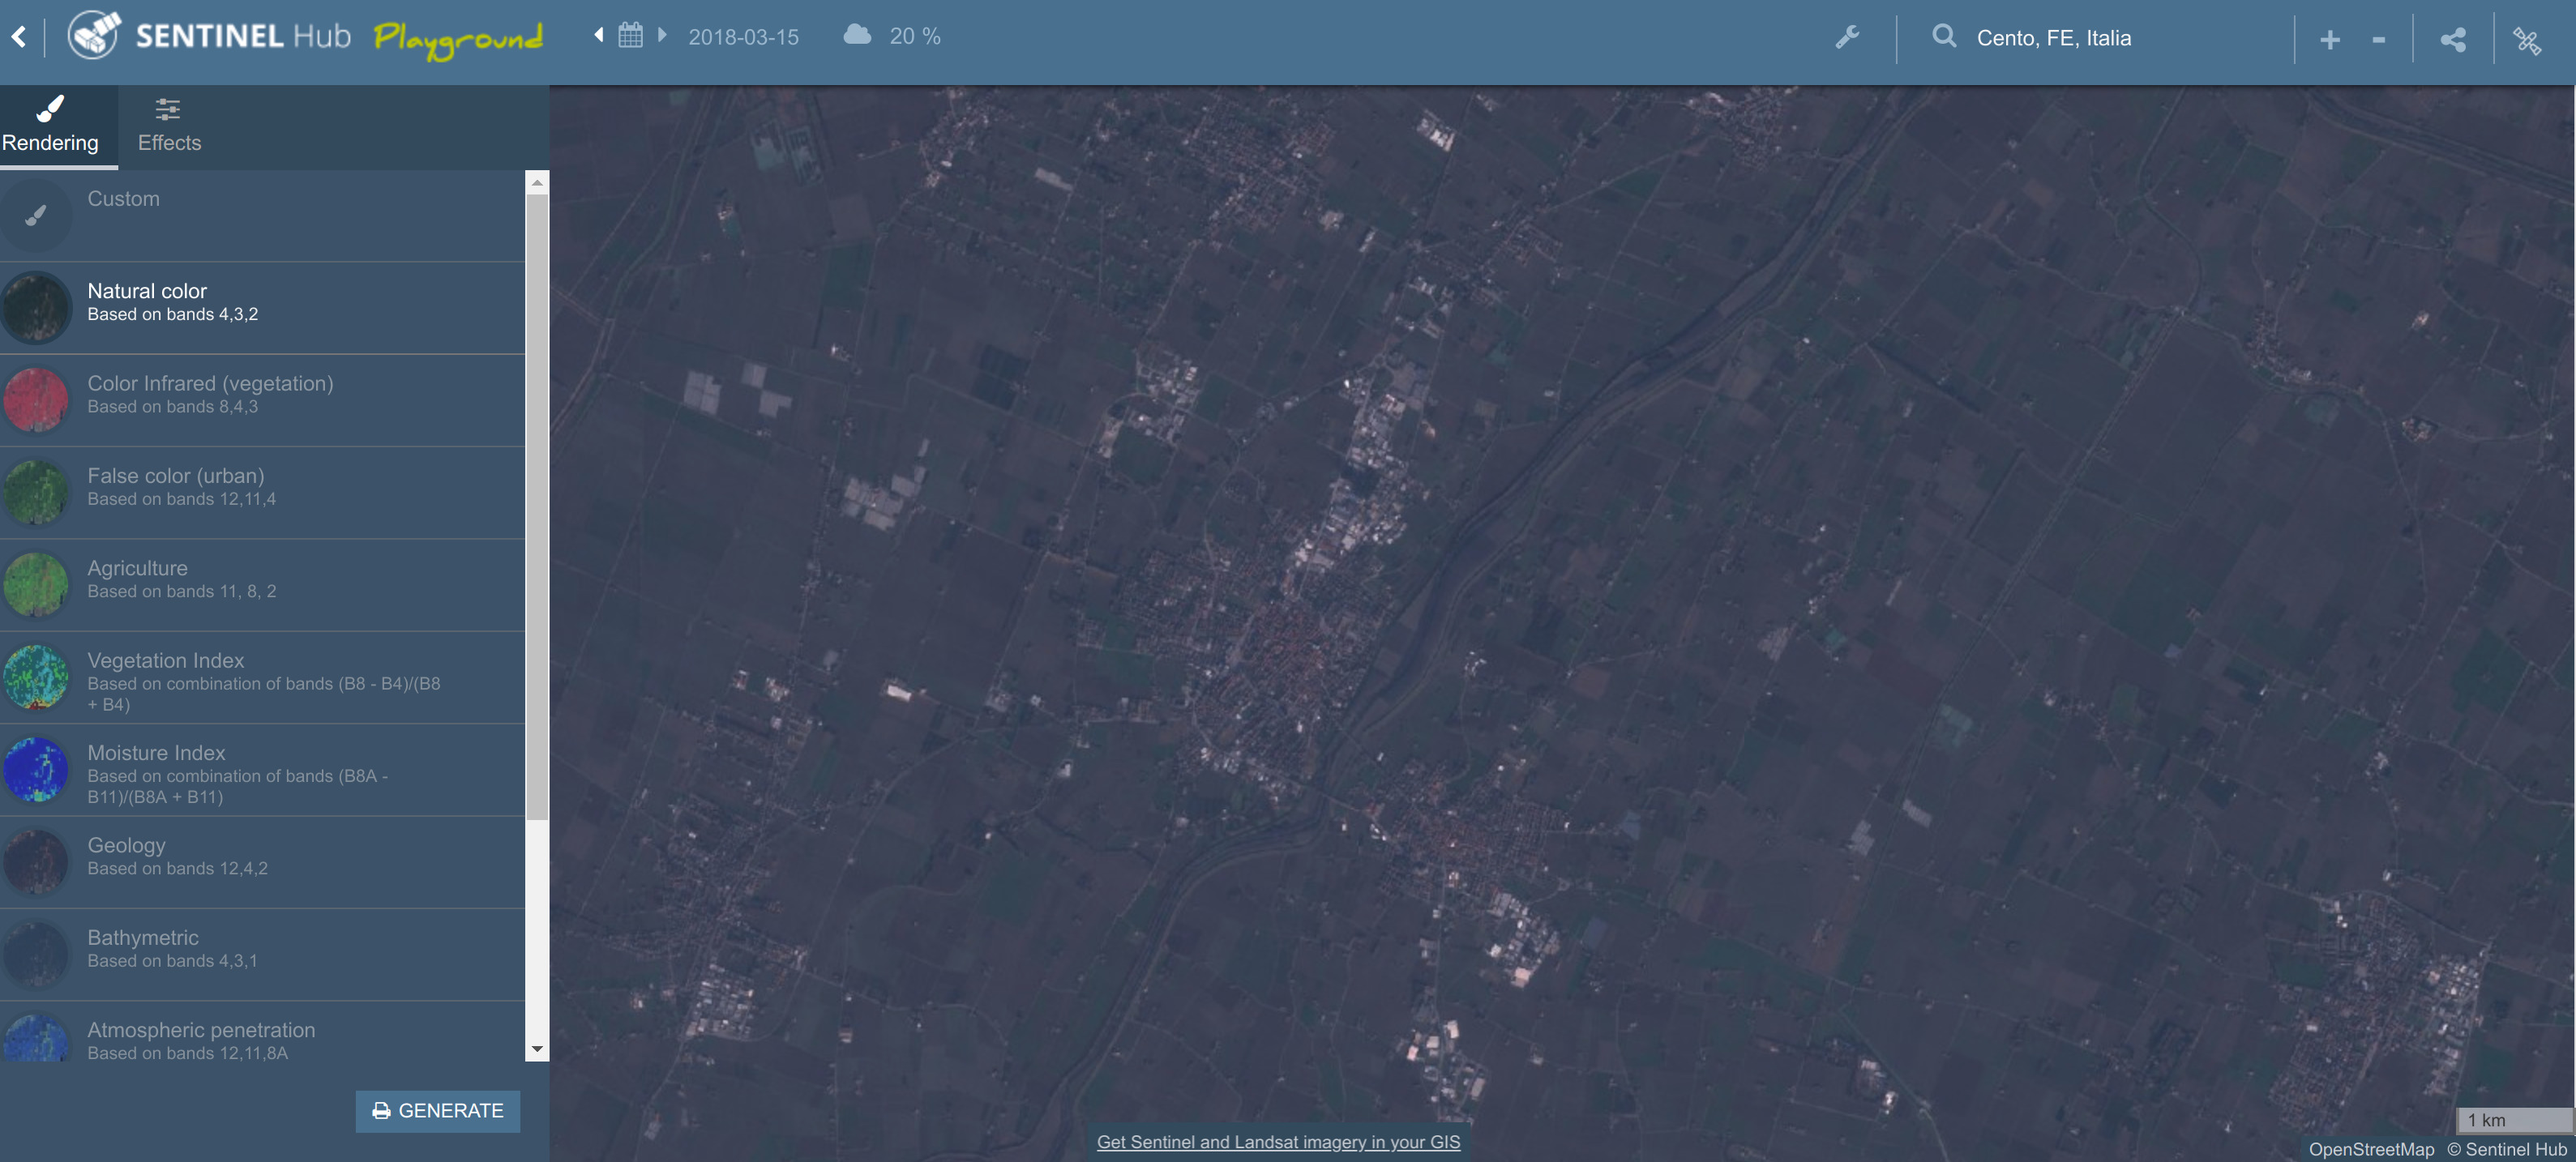 SENTINEL Hub Playground
2018-03-15
20 %
Cento, FE, Italia
Rendering
Effects
Custom
Natural color
Based on bands 4,3,2
Color Infrared (vegetation)
Based on bands 8,4,3
False color (urban)
Based on bands 12,11,4
Agriculture
Based on bands 11, 8, 2
Vegetation Index
Based on combination of bands (B8 - B4)/(B8
+ B4)
Moisture Index
Based on combination of bands (B8A -
B11)/(B8A + B11)
Geology
Based on bands 12,4,2
Bathymetric
Based on bands 4,3,1
Atmospheric penetration
Based on bands 12,11,8A
GENERATE
Get Sentinel and Landsat imagery in your GIS
1 km
OpenStreetMap © Sentinel Hub